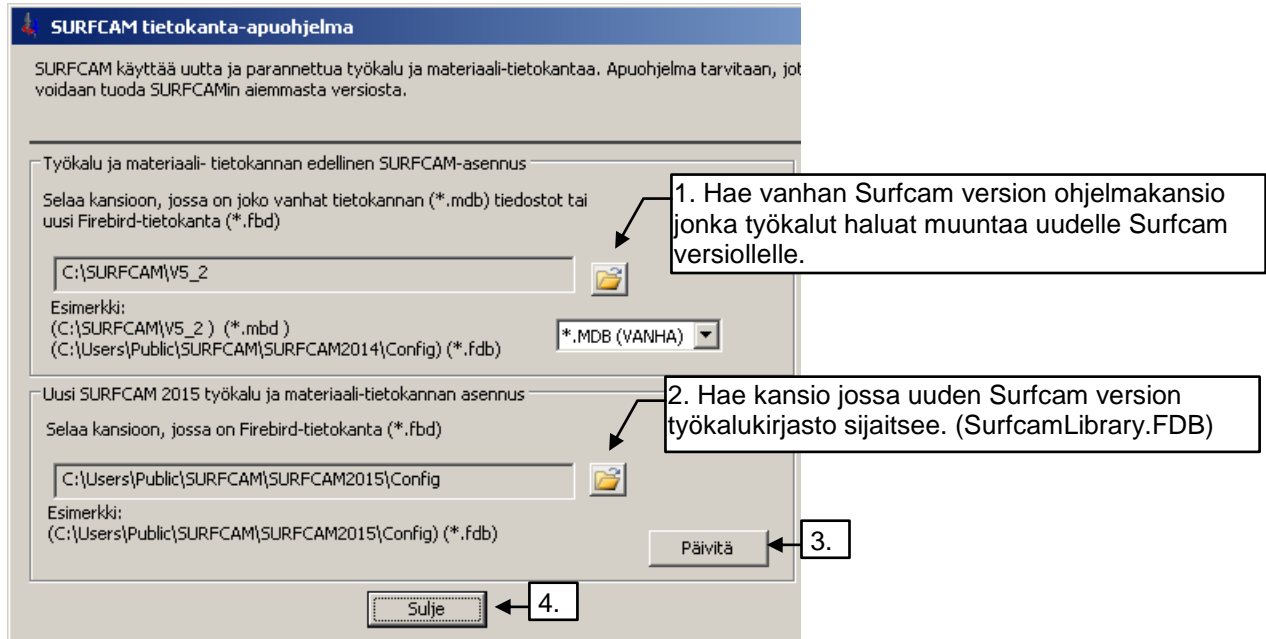 SURFCAM tietokanta-apuohjelma
SURFCAM käyttää uutta ja parannettua työkalu ja materiaali-tietokantaa. Apuohjelma tarvitaan, jot
voidaan tuoda SURFCAMin aiemmasta versiosta.
Työkalu ja materiaali- tietokannan edellinen SURFCAM-asennus
Selaa kansioon, jossa on joko vanhat tietokannan (*.mdb) tiedostot tai
uusi Firebird-tietokanta (*.fbd)
1. Hae vanhan Surfcam version ohjelmakansio
jonka työkalut haluat muuntaa uudelle Surfcam
versiollelle.
C:\SURFCAM\V5_2
Esimerkki:
(C:\SURFCAM\V5_2 ) (*.mbd )
(C:\Users\Public\SURFCAM\SURFCAM2014\Config) (*.fdb)
*.MDB (VANHA)
Uusi SURFCAM 2015 työkalu ja materiaali-tietokannan asennus
Selaa kansioon, jossa on Firebird-tietokanta (*.fbd)
2. Hae kansio jossa uuden Surfcam version
työkalukirjasto sijaitsee. (SurfcamLibrary.FDB)
C:\Users\Public\SURFCAM\SURFCAM2015\Config
Esimerkki:
(C:\Users\Public\SURFCAM\SURFCAM2015\Config) (*.fdb)
Päivitä
3.
Sulje
4.